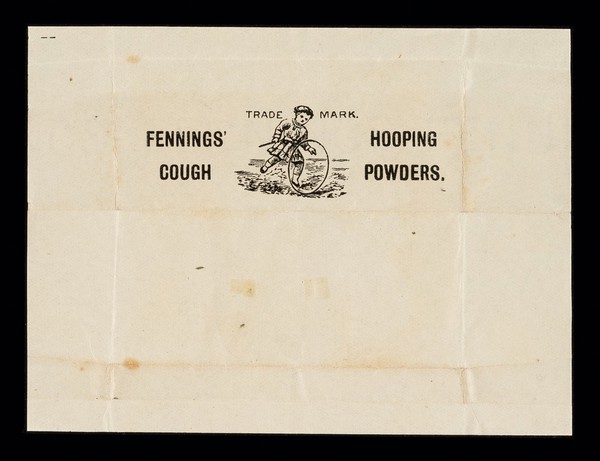 TRADE MARK.
FENNINGS' HOOPING
COUGH POWDERS.